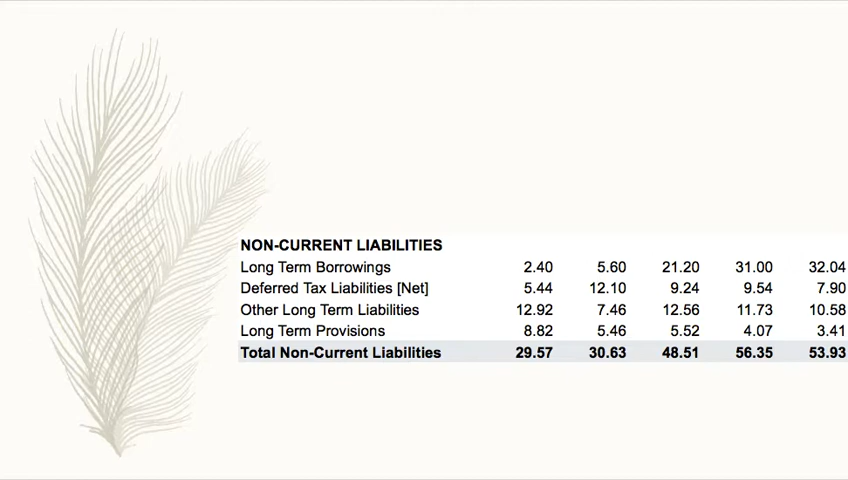 NON-CURRENT LIABILITIES
Long Term Borrowings 2.40 5.60 21.20 31.00 32.04
Deferred Tax Liabilities [Net] 5.44 12.10 9.24 9.54 7.90
Other Long Term Liabilities 12.92 7.46 12.56 11.73 10.58
Long Term Provisions 8.82 5.46 5.52 4.07 3.41
Total Non-Current Liabilities 29.57 30.63 48.51 56.35 53.93